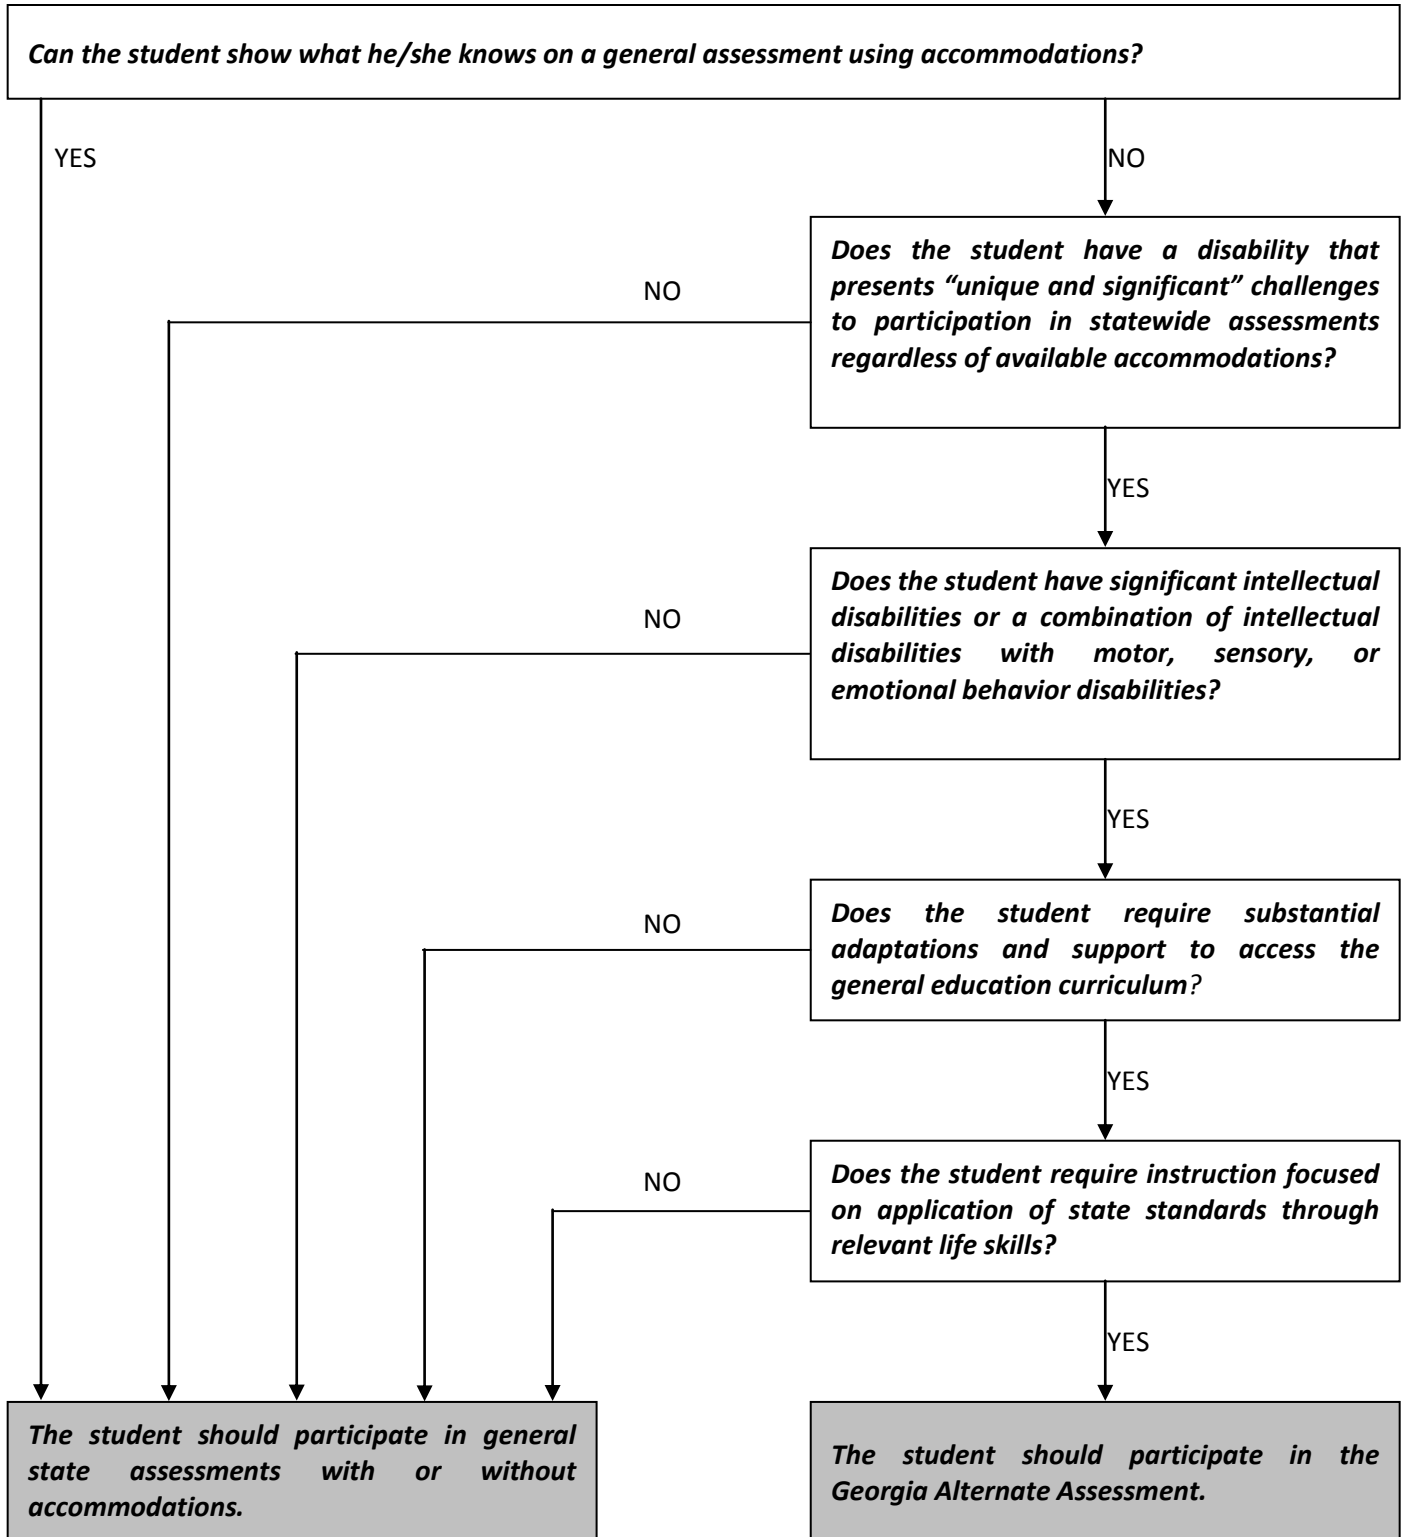 Can the student show what he/she knows on a general assessment using accommodations?
YES
NO
Does the student have a disability that
presents “unique and significant” challenges
to participation in statewide assessments
regardless of available accommodations?
NO
YES
Does the student have significant intellectual
disabilities or a combination of intellectual
disabilities with motor, sensory, or
emotional behavior disabilities?
NO
YES
Does the student require substantial
adaptations and support to access the
general education curriculum?
NO
YES
Does the student require instruction focused
on application of state standards through
relevant life skills?
NO
YES
The student should participate in general
state assessments with or without
accommodations.
The student should participate in the
Georgia Alternate Assessment.